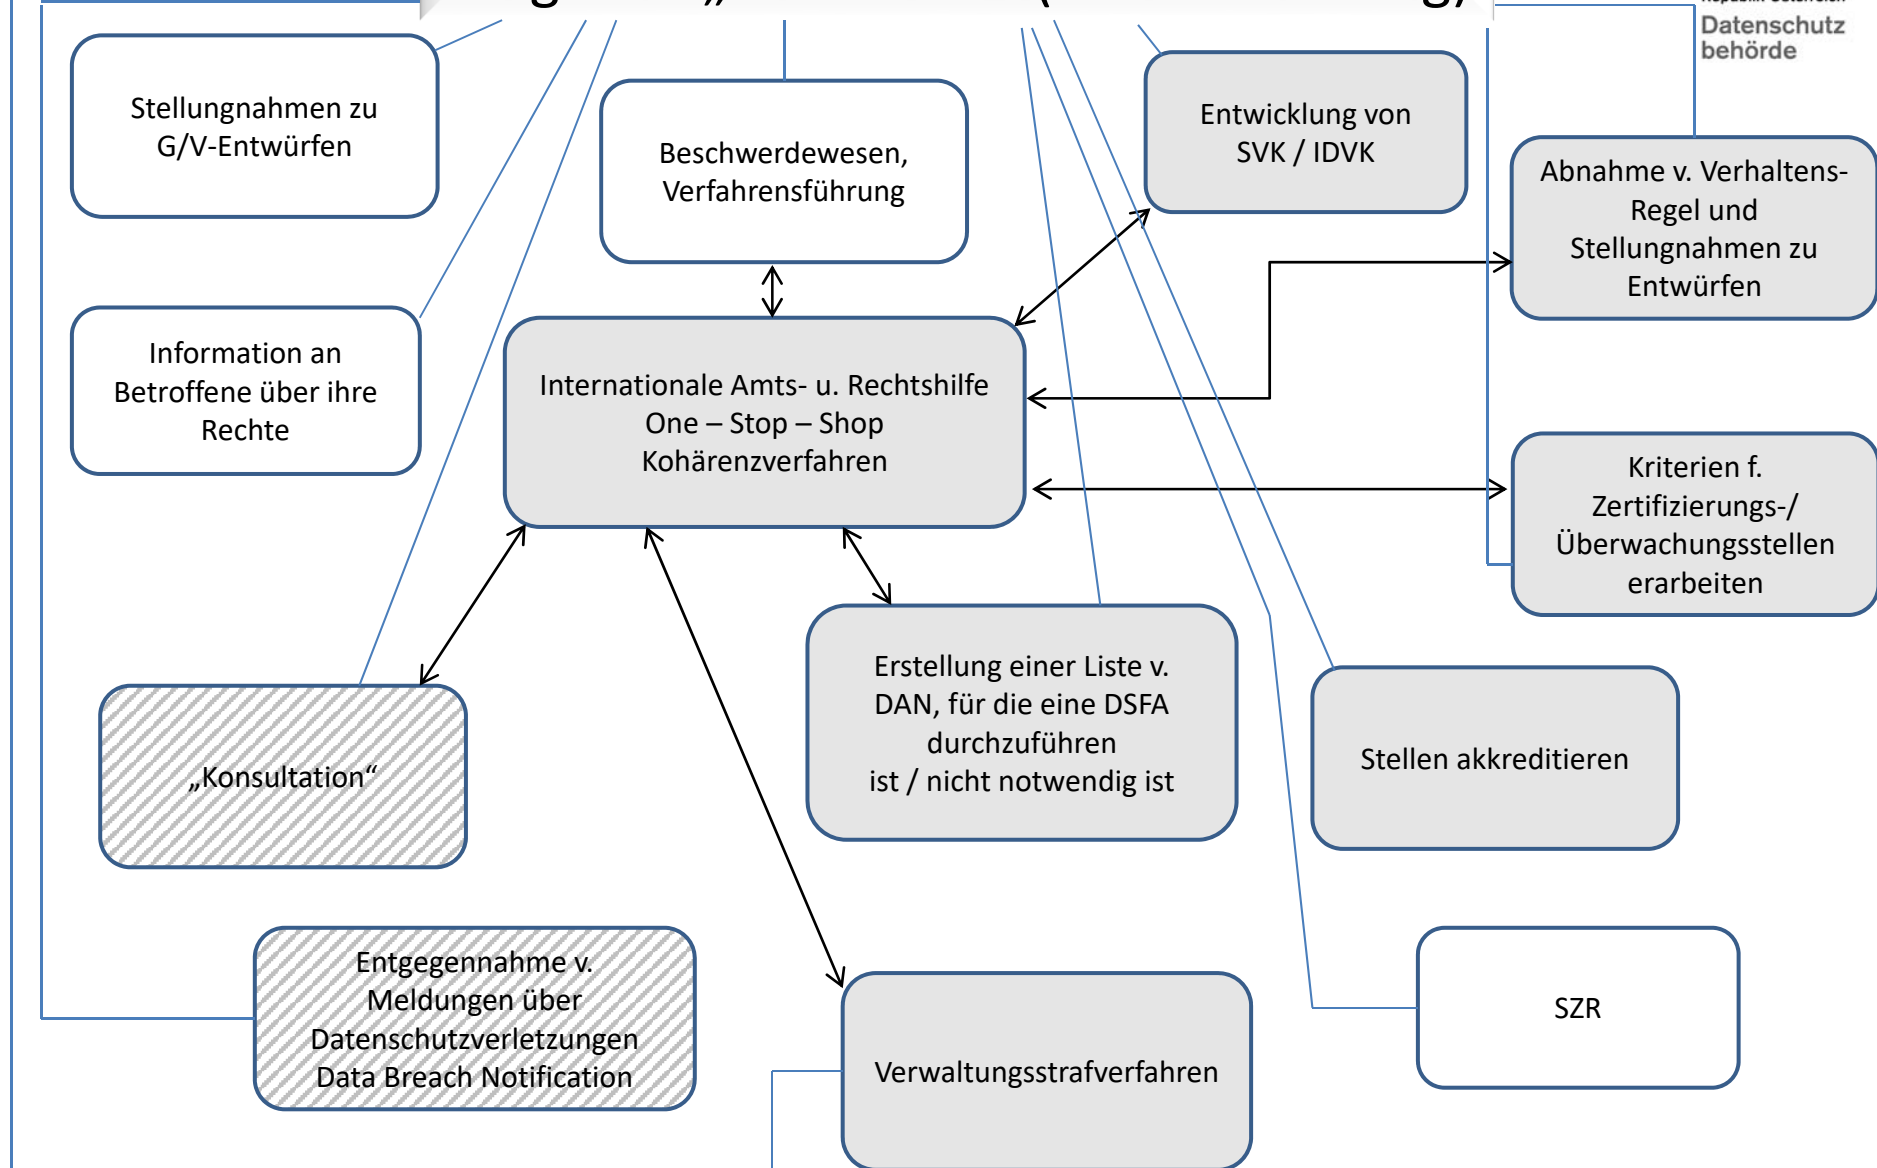 Republik Österreich
Datenschutz
behörde
Stellungnahmen zu
G/V-Entwürfen
Beschwerdewesen,
Verfahrensführung
Entwicklung von
SVK / IDVK
Abnahme v. Verhaltens-
Regel und
Stellungnahmen zu
Entwürfen
Information an
Betroffene über ihre
Rechte
Internationale Amts- u. Rechtshilfe
One – Stop – Shop
Kohärenzverfahren
Kriterien f.
Zertifizierungs-/
Überwachungsstellen
erarbeiten
„Konsultation“
Erstellung einer Liste v.
DAN, für die eine DSFA
durchzuführen
ist / nicht notwendig ist
Stellen akkreditieren
Entgegennahme v.
Meldungen über
Datenschutzverletzungen
Data Breach Notification
Verwaltungsstrafverfahren
SZR